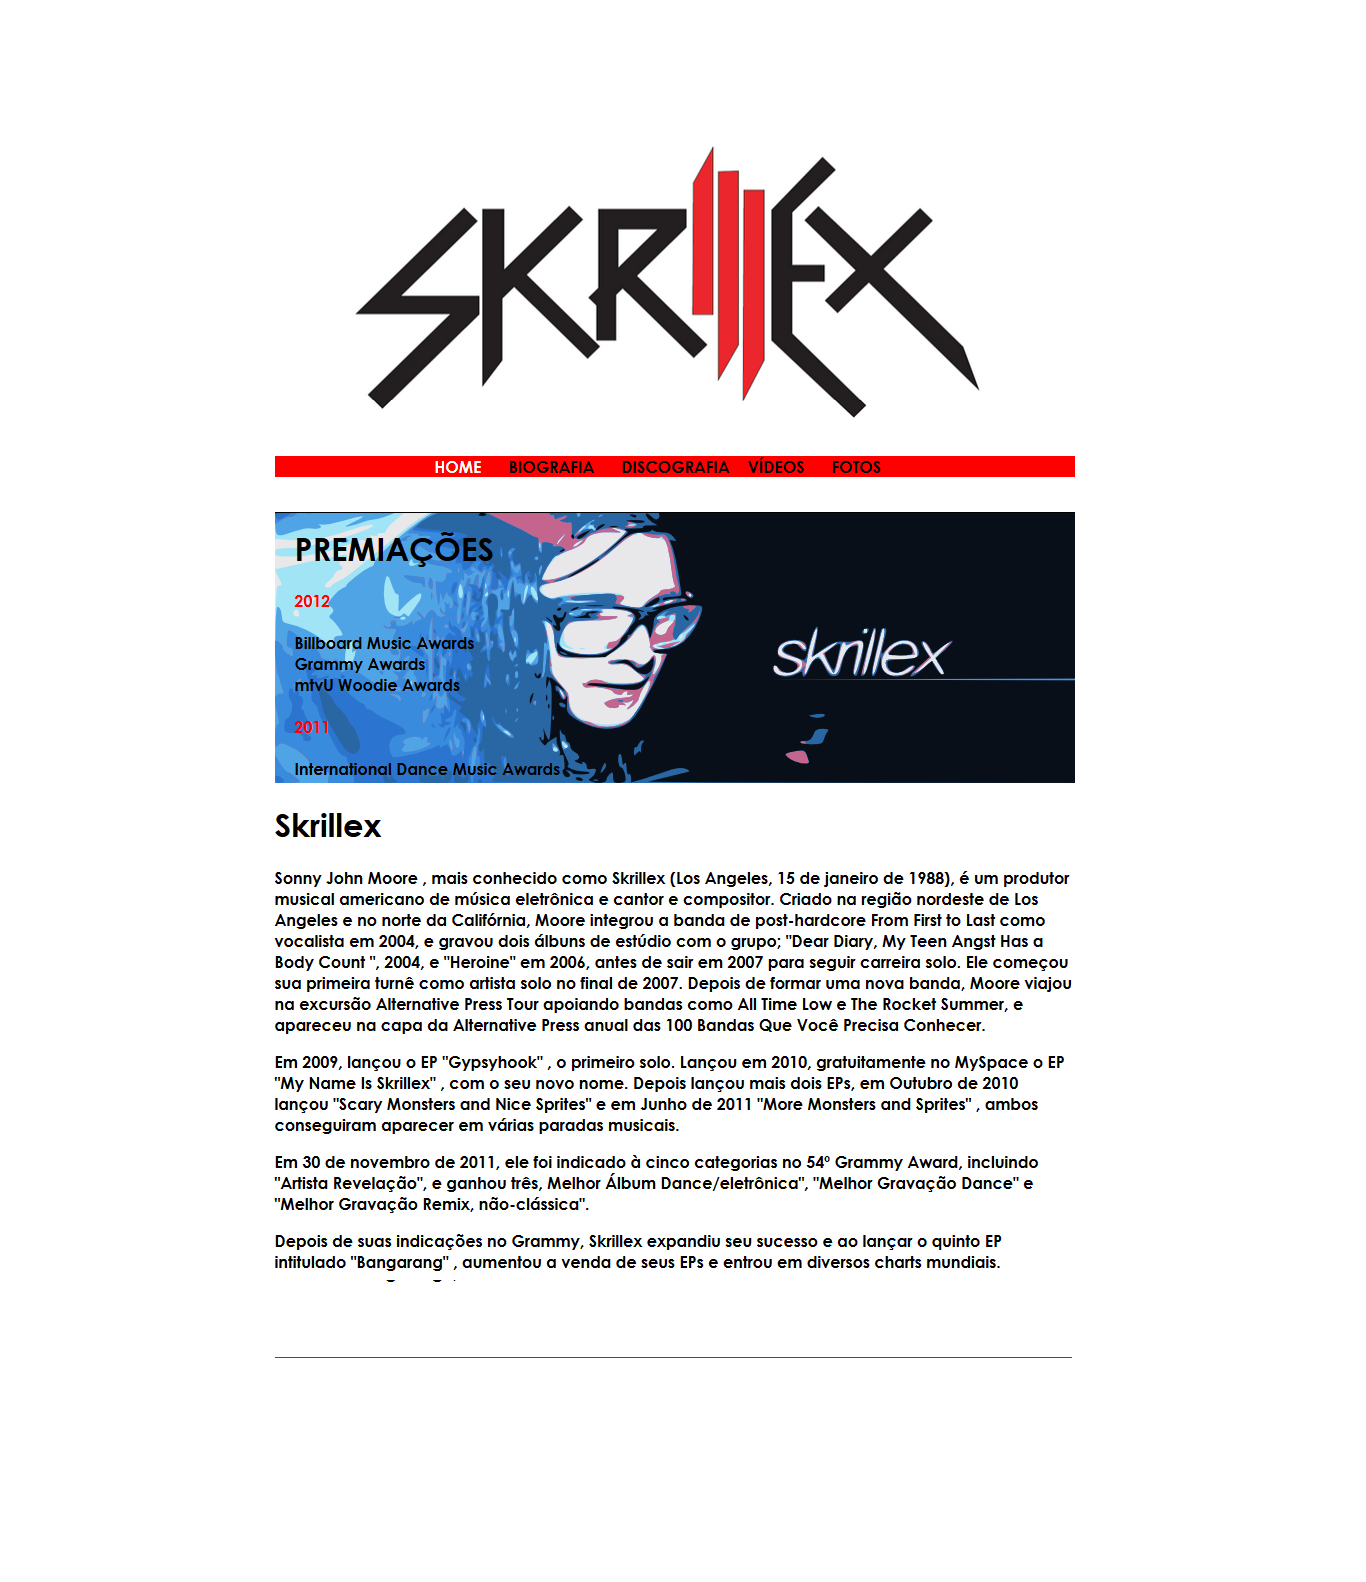 SKRILLEX
HOME BIOGRAFIA DISCOGRAFIA VÍDEOS FOTOS
PREMIAÇÕES
2012
Billboard Music Awards
Grammy Awards
mtvU Woodie Awards
2011
International Dance Music Awards
skrillex
Skrillex
Sonny John Moore , mais conhecido como Skrillex (Los Angeles, 15 de janeiro de 1988), é um produtor
musical americano de música eletrônica e cantor e compositor. Criado na região nordeste de Los
Angeles e no norte da Califórnia, Moore integrou a banda de post-hardcore From First to Last como
vocalista em 2004, e gravou dois álbuns de estúdio com o grupo; "Dear Diary, My Teen Angst Has a
Body Count ", 2004, e "Heroine" em 2006, antes de sair em 2007 para seguir carreira solo. Ele começou
sua primeira turnê como artista solo no final de 2007. Depois de formar uma nova banda, Moore viajou
na excursão Alternative Press Tour apoiando bandas como All Time Low e The Rocket Summer, e
apareceu na capa da Alternative Press anual das 100 Bandas Que Você Precisa Conhecer.
Em 2009, lançou o EP "Gypsyhook" , o primeiro solo. Lançou em 2010, gratuitamente no MySpace o EP
"My Name Is Skrillex" , com o seu novo nome. Depois lançou mais dois EPs, em Outubro de 2010
lançou "Scary Monsters and Nice Sprites" e em Junho de 2011 "More Monsters and Sprites" , ambos
conseguiram aparecer em várias paradas musicais.
Em 30 de novembro de 2011, ele foi indicado à cinco categorias no 54º Grammy Award, incluindo
"Artista Revelação", e ganhou três, Melhor Álbum Dance/eletrônica", "Melhor Gravação Dance" e
"Melhor Gravação Remix, não-clássica".
Depois de suas indicações no Grammy, Skrillex expandiu seu sucesso e ao lançar o quinto EP
intitulado "Bangarang" , aumentou a venda de seus EPs e entrou em diversos charts mundiais.